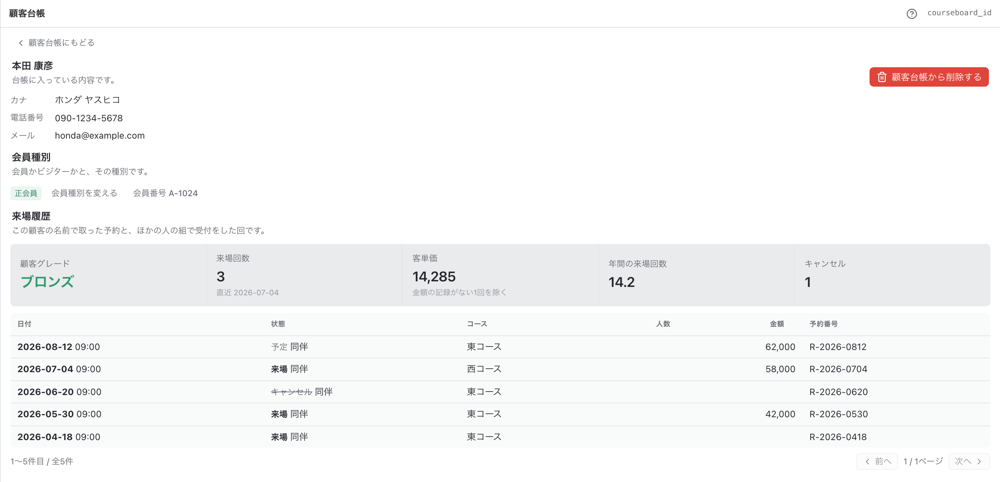 顧客台帳
courseboard_id
顧客台帳にもどる
本田 康彦
台帳に入っている内容です。
顧客台帳から削除する
カナ ホンダ ヤスヒコ
電話番号 090-1234-5678
メール honda@example.com
会員種別
会員かビジターかと、その種別です。
正会員 会員種別を変える 会員番号 A-1024
来場履歴
この顧客の名前で取った予約と、ほかの人の組で受付をした回です。
顧客グレード
ブロンズ
来場回数
3
直近 2026-07-04
客単価
14,285
金額の記録がない1回を除く
年間の来場回数
14.2
キャンセル
1
日付 状態 コース 人数 金額 予約番号
2026-08-12 09:00 予定 同伴 東コース 62,000 R-2026-0812
2026-07-04 09:00 来場 同伴 西コース 58,000 R-2026-0704
2026-06-20 09:00 キャンセル 同伴 東コース R-2026-0620
2026-05-30 09:00 来場 同伴 東コース 42,000 R-2026-0530
2026-04-18 09:00 来場 同伴 東コース R-2026-0418
1〜5件目 / 全5件
前へ 1 / 1ページ 次へ